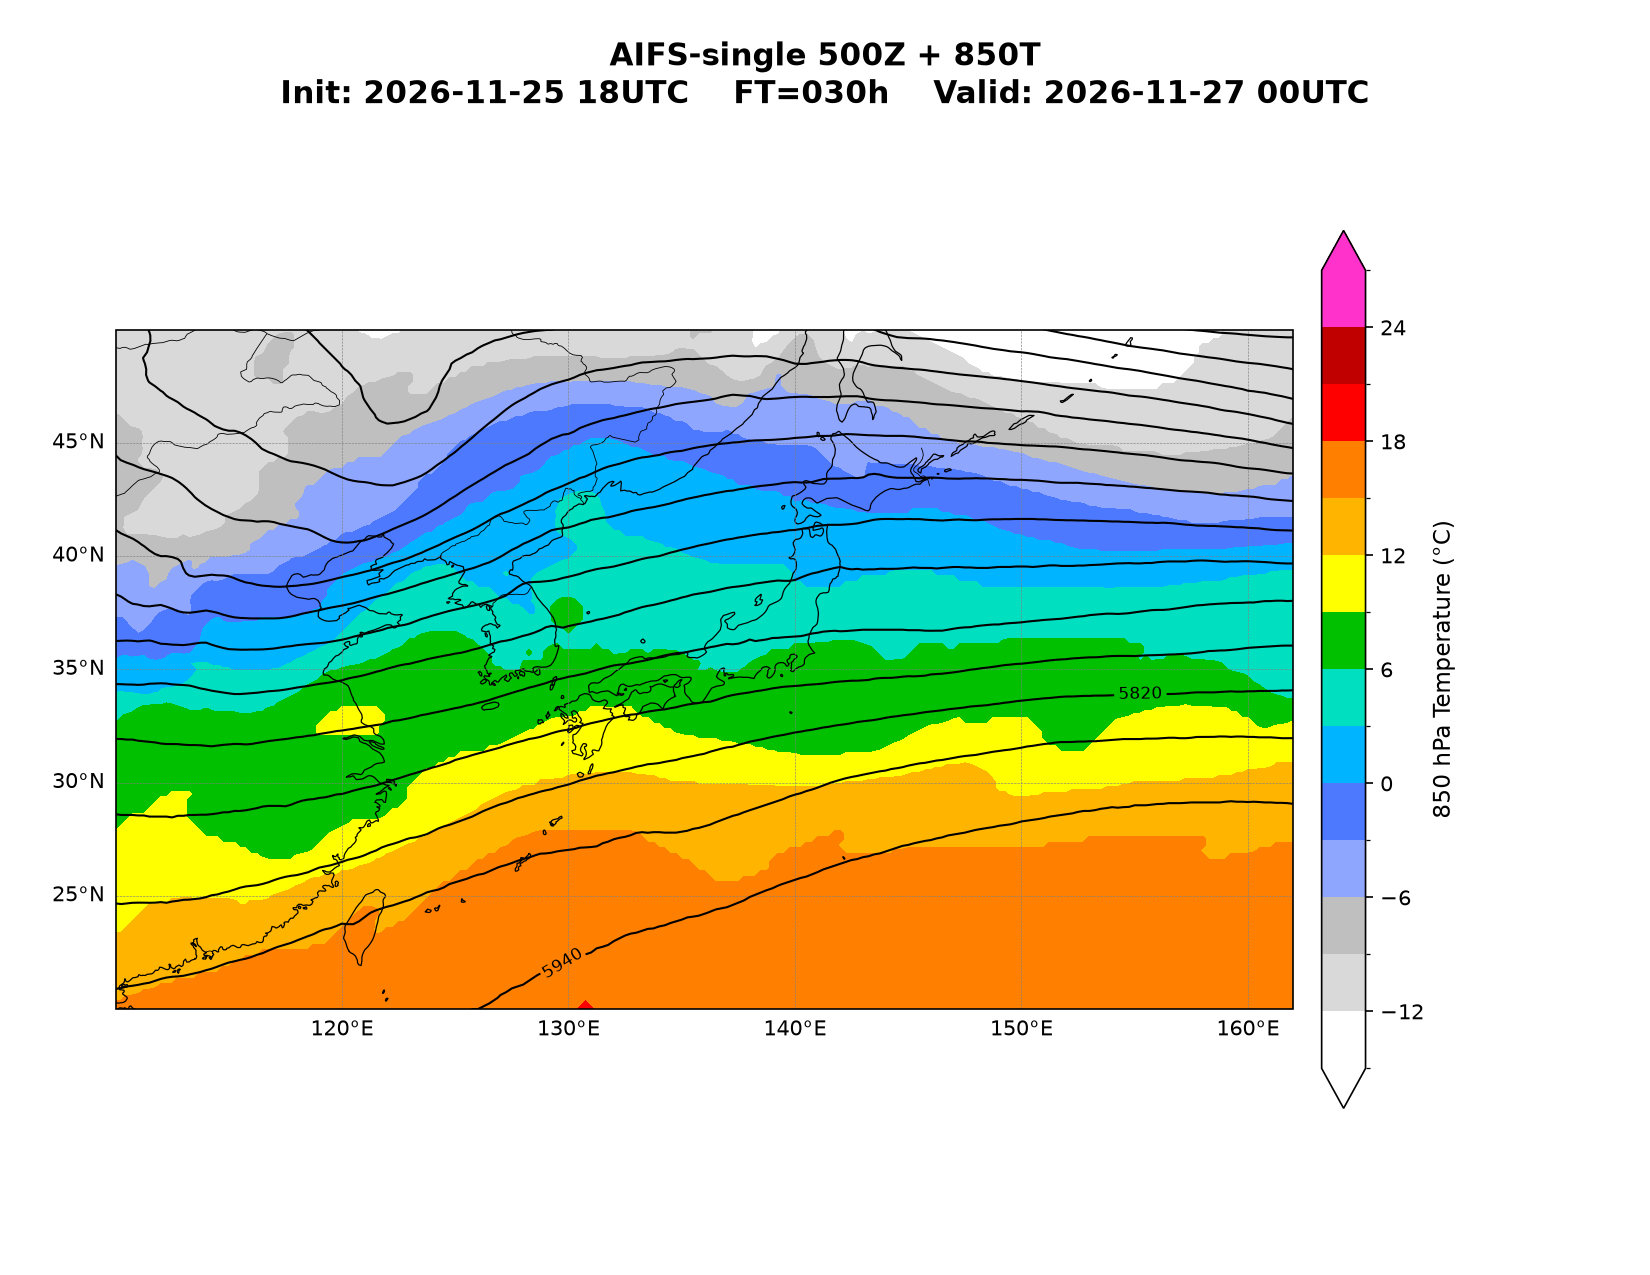 AIFS-single 500Z + 850T
Init: 2026-11-25 18UTC    FT=030h    Valid: 2026-11-27 00UTC
45°N
40°N
35°N
30°N
25°N
120°E
130°E
140°E
150°E
160°E
5820
5940
24
18
12
6
0
−6
−12
850 hPa Temperature (°C)